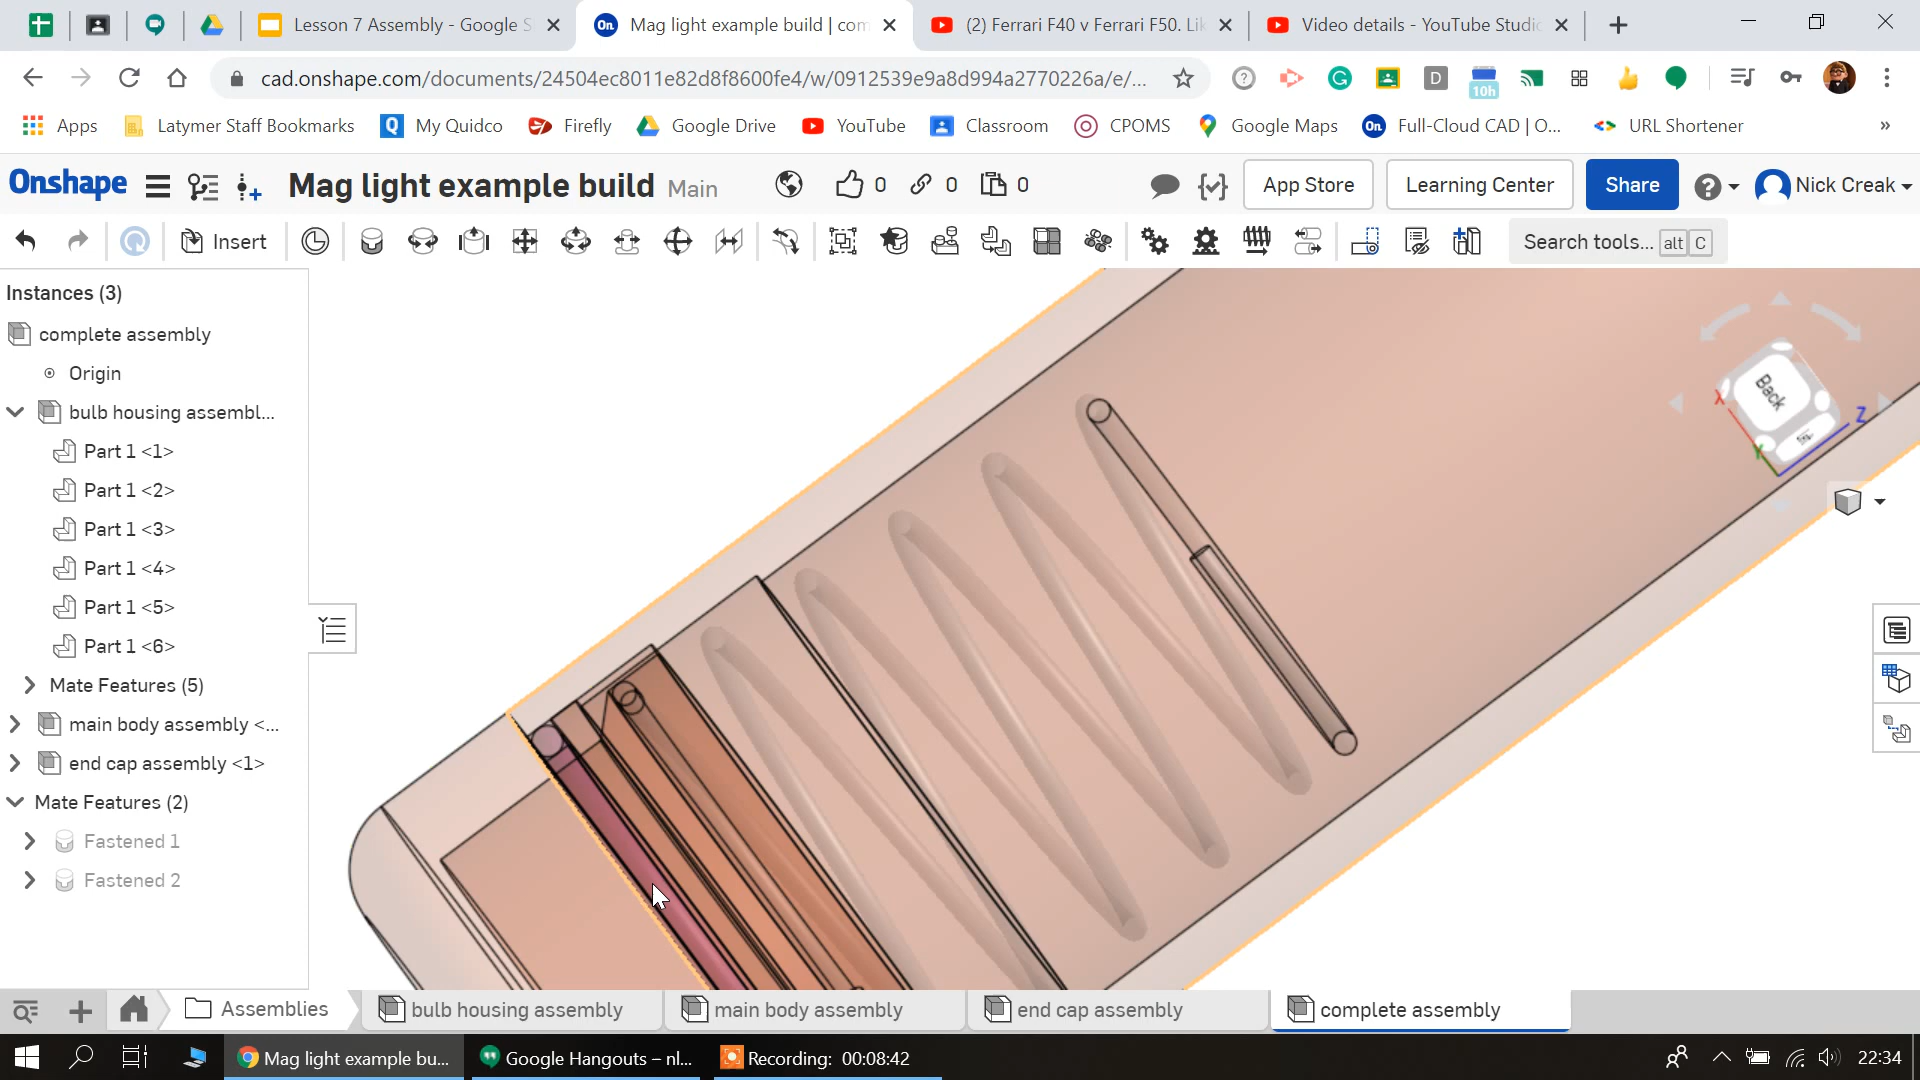 Lesson 7 Assembly - Google S
Mag light example build | com
(2) Ferrari F40 v Ferrari F50. Lik
Video details - YouTube Studio
cad.onshape.com/documents/24504ec8011e82d8f8600fe4/w/0912539e9a8d994a2770226a/e/...
10h
Apps
Latymer Staff Bookmarks
My Quidco
Firefly
Google Drive
YouTube
Classroom
CPOMS
Google Maps
Full-Cloud CAD | O...
URL Shortener
»
Onshape
Mag light example build Main
0
0
0
App Store
Learning Center
Share
Nick Creak
Insert
Search tools... alt C
Instances (3)
complete assembly
Origin
bulb housing assembl...
Part 1 <1>
Part 1 <2>
Part 1 <3>
Part 1 <4>
Part 1 <5>
Part 1 <6>
Mate Features (5)
main body assembly <...
end cap assembly <1>
Mate Features (2)
Fastened 1
Fastened 2
Back
X
Y
Z
Assemblies
bulb housing assembly
main body assembly
end cap assembly
complete assembly
Mag light example bu...
Google Hangouts – nl...
Recording: 00:08:42
22:34